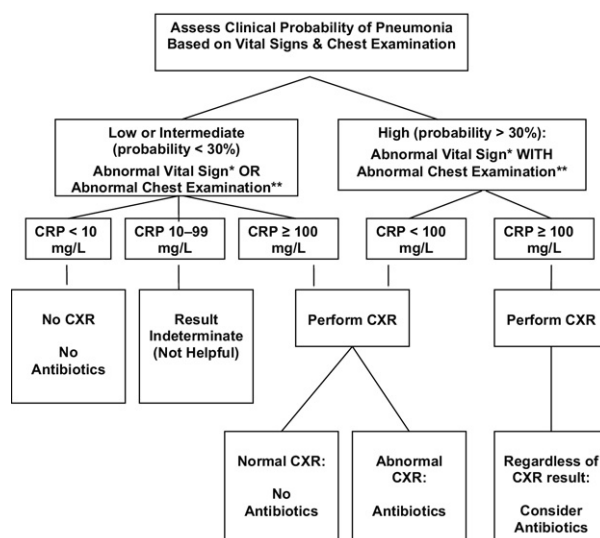 Assess Clinical Probability of Pneumonia
Based on Vital Signs & Chest Examination
Low or Intermediate
(probability < 30%)
Abnormal Vital Sign* OR
Abnormal Chest Examination**
High (probability > 30%):
Abnormal Vital Sign* WITH
Abnormal Chest Examination**
CRP < 10
mg/L
CRP 10–99
mg/L
CRP ≥ 100
mg/L
CRP < 100
mg/L
CRP ≥ 100
mg/L
No CXR
No
Antibiotics
Result
Indeterminate
(Not Helpful)
Perform CXR
Perform CXR
Normal CXR:
No
Antibiotics
Abnormal
CXR:
Antibiotics
Regardless of
CXR result:
Consider
Antibiotics